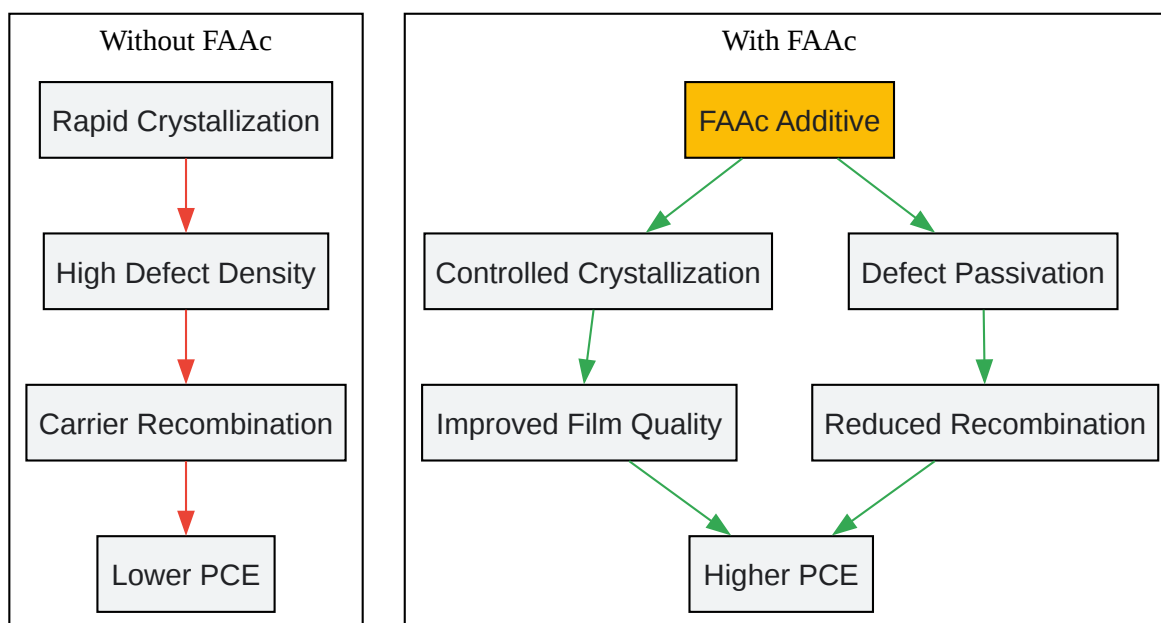 Without FAAc
Rapid Crystallization
High Defect Density
Carrier Recombination
Lower PCE
With FAAc
FAAc Additive
Controlled Crystallization
Defect Passivation
Improved Film Quality
Reduced Recombination
Higher PCE